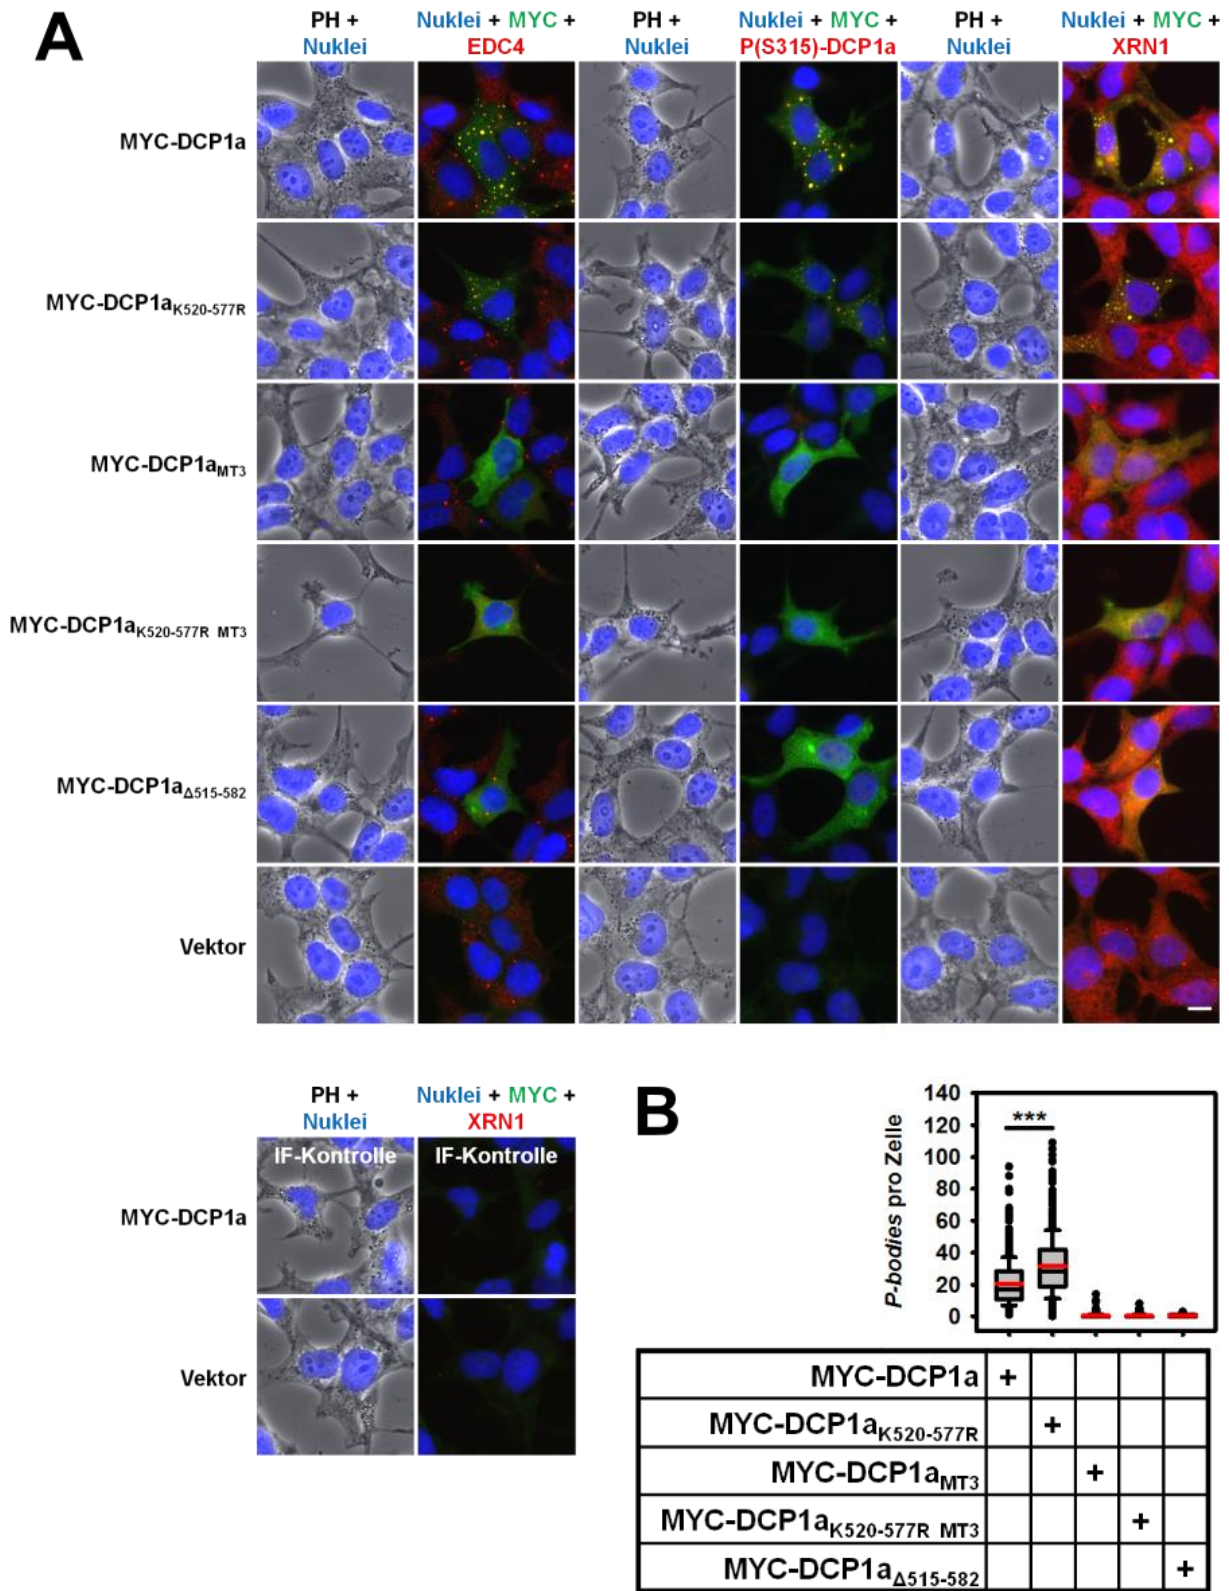 A
PH + Nuklei
Nuklei + MYC + EDC4
PH + Nuklei
Nuklei + MYC + P(S315)-DCP1a
PH + Nuklei
Nuklei + MYC + XRN1
MYC-DCP1a
MYC-DCP1aK520-577R
MYC-DCP1aMT3
MYC-DCP1aK520-577R MT3
MYC-DCP1aΔ515-582
Vektor
PH + Nuklei
Nuklei + MYC + XRN1
IF-Kontrolle
IF-Kontrolle
MYC-DCP1a
Vektor
B
P-bodies pro Zelle
140
120
100
80
60
40
20
0
***
MYC-DCP1a +
MYC-DCP1aK520-577R +
MYC-DCP1aMT3 +
MYC-DCP1aK520-577R MT3 +
MYC-DCP1aΔ515-582 +